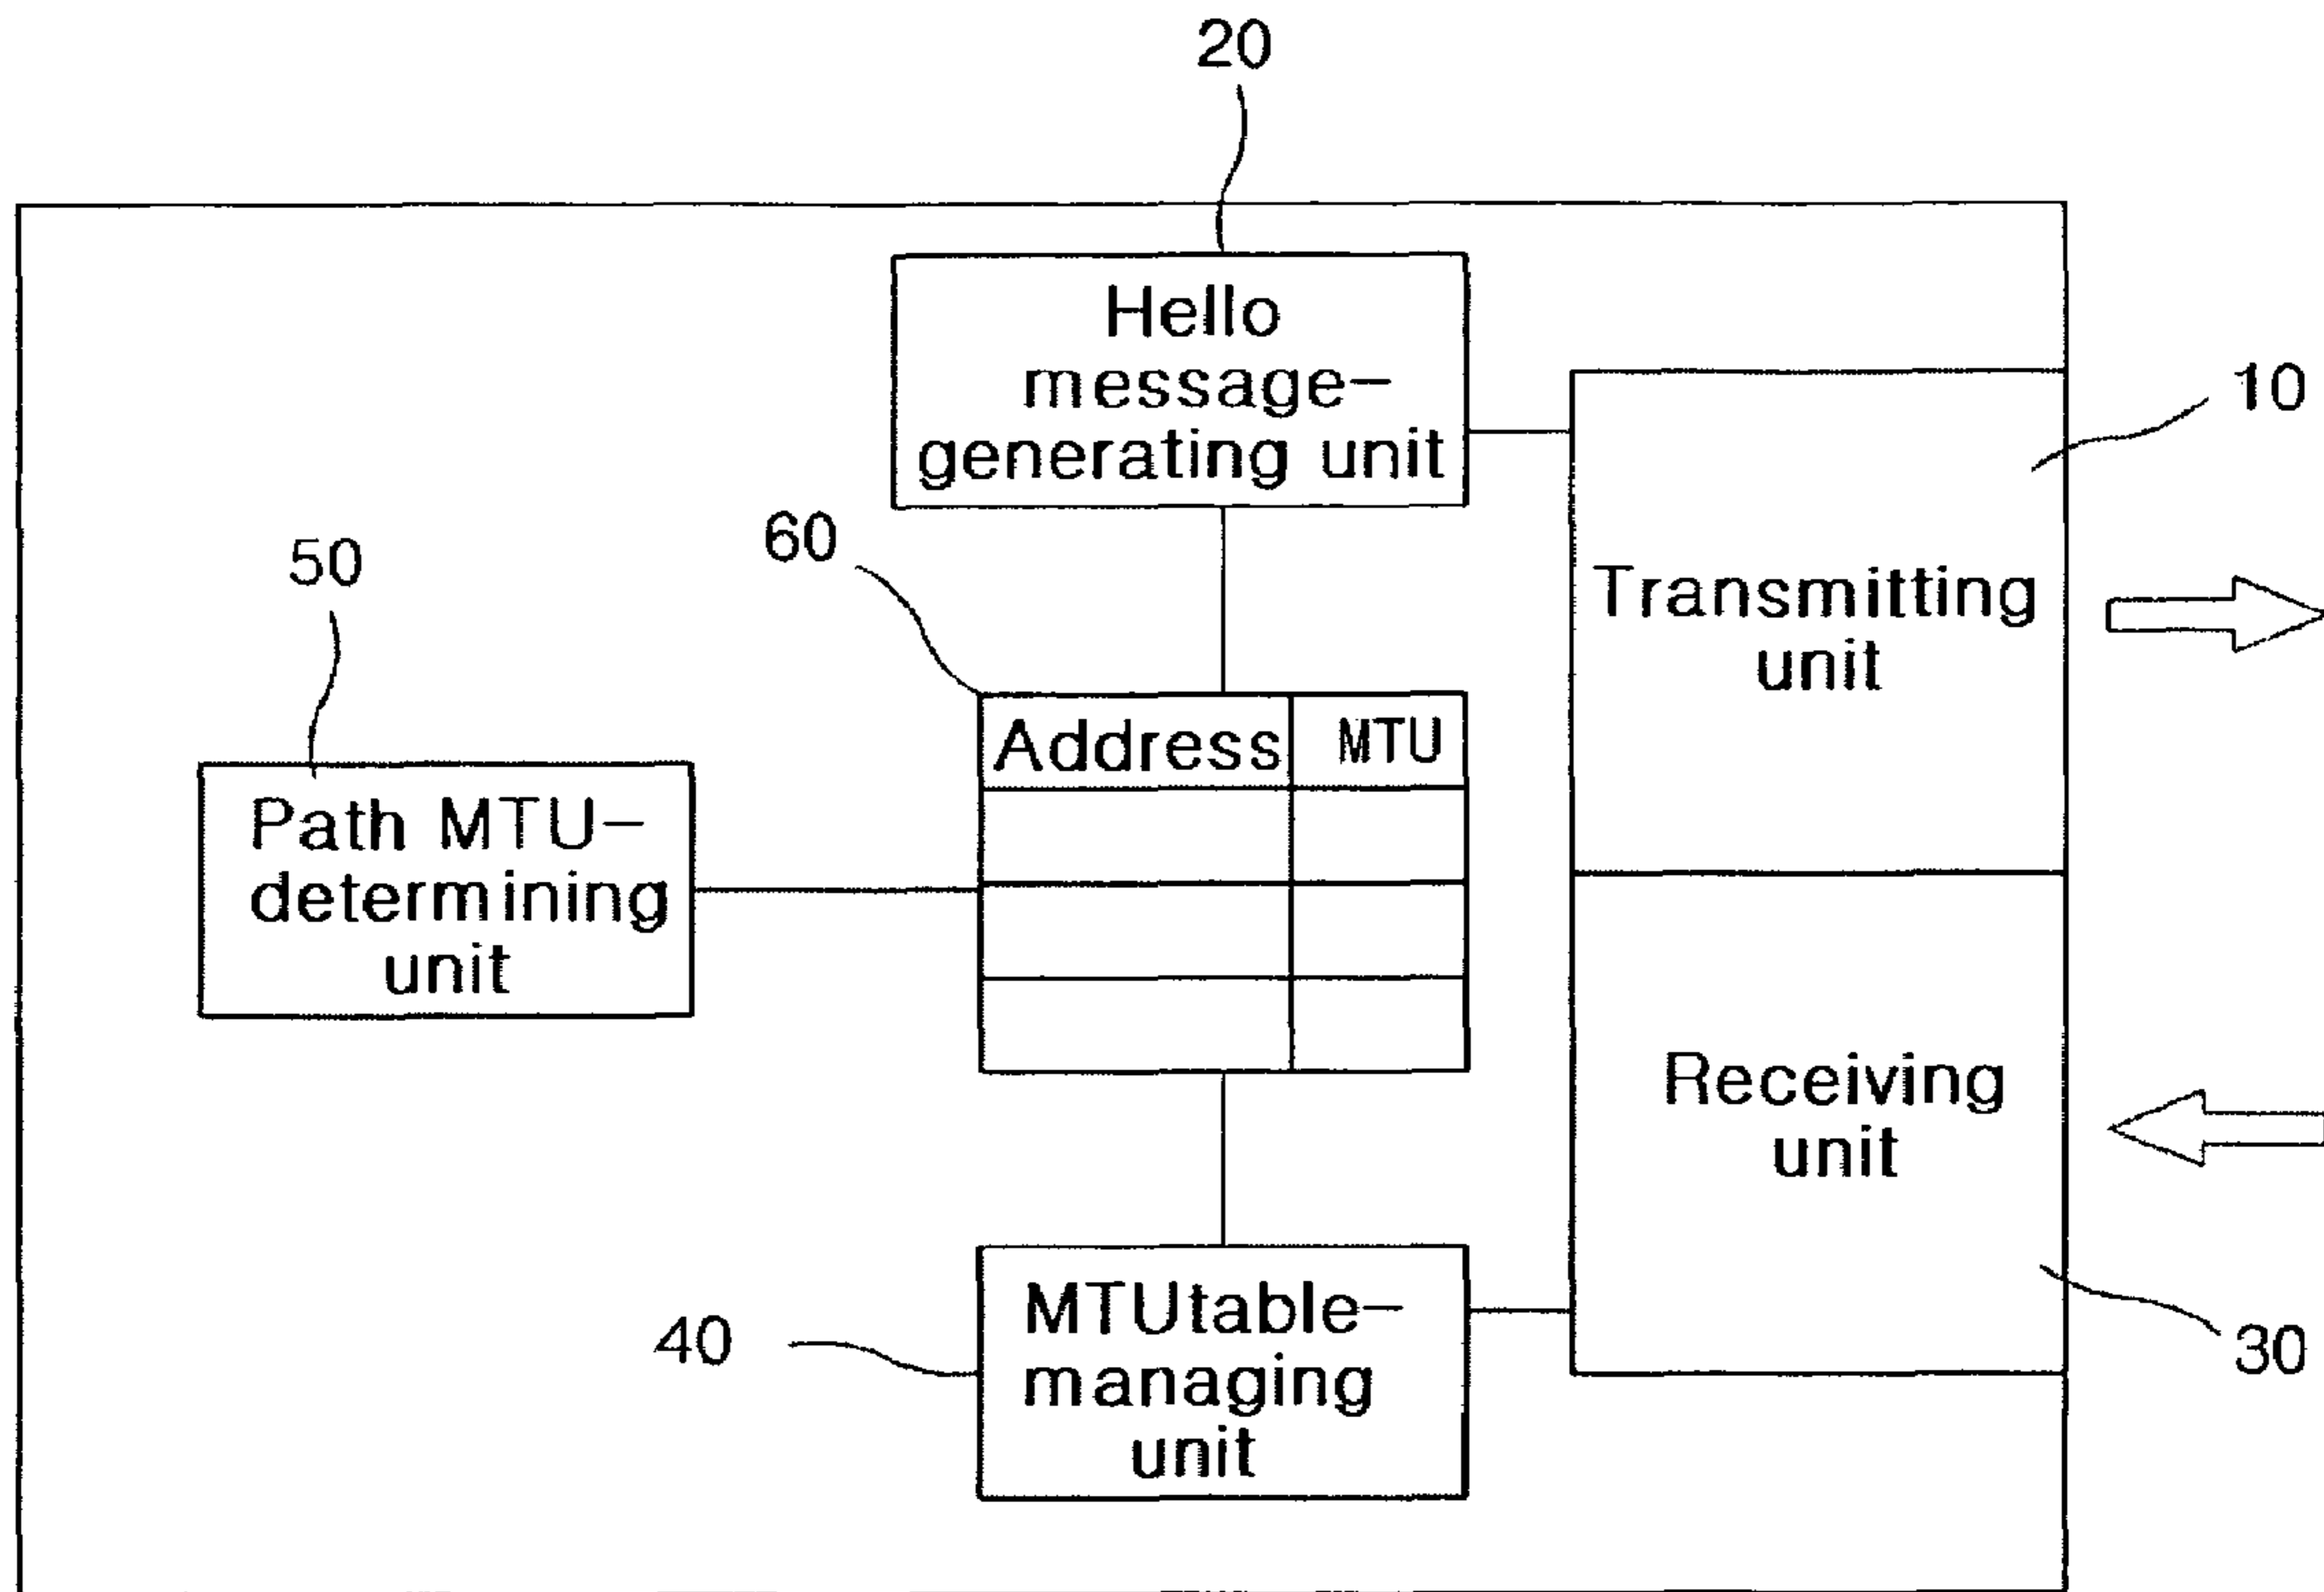 20
Hello
message-
generating unit
10
Transmitting
unit
60
50
Address MTU
Path MTU-
determining
unit
Receiving
unit
40
MTUtable-
managing
unit
30